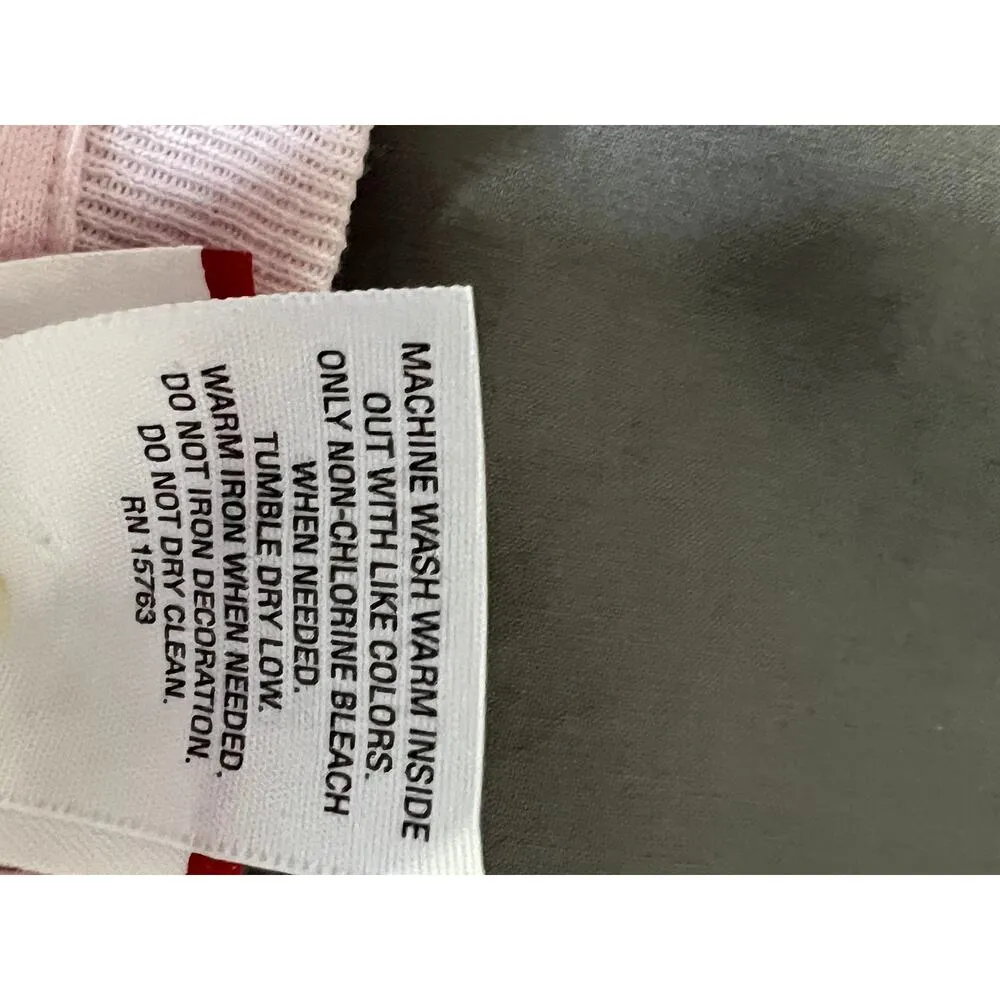 MACHINE WASH WARM INSIDE
OUT WITH LIKE COLORS.
ONLY NON-CHLORINE BLEACH
WHEN NEEDED.
TUMBLE DRY LOW.
WARM IRON WHEN NEEDED.
DO NOT IRON DECORATION.
DO NOT DRY CLEAN.
RN 15763